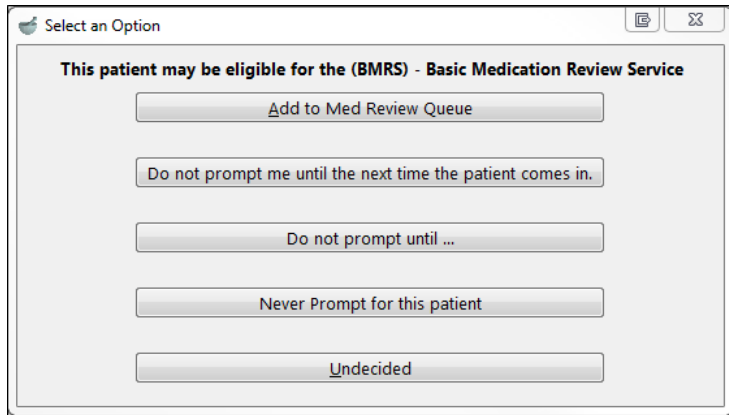 Select an Option
This patient may be eligible for the (BMRS) - Basic Medication Review Service
Add to Med Review Queue
Do not prompt me until the next time the patient comes in.
Do not prompt until ...
Never Prompt for this patient
Undecided